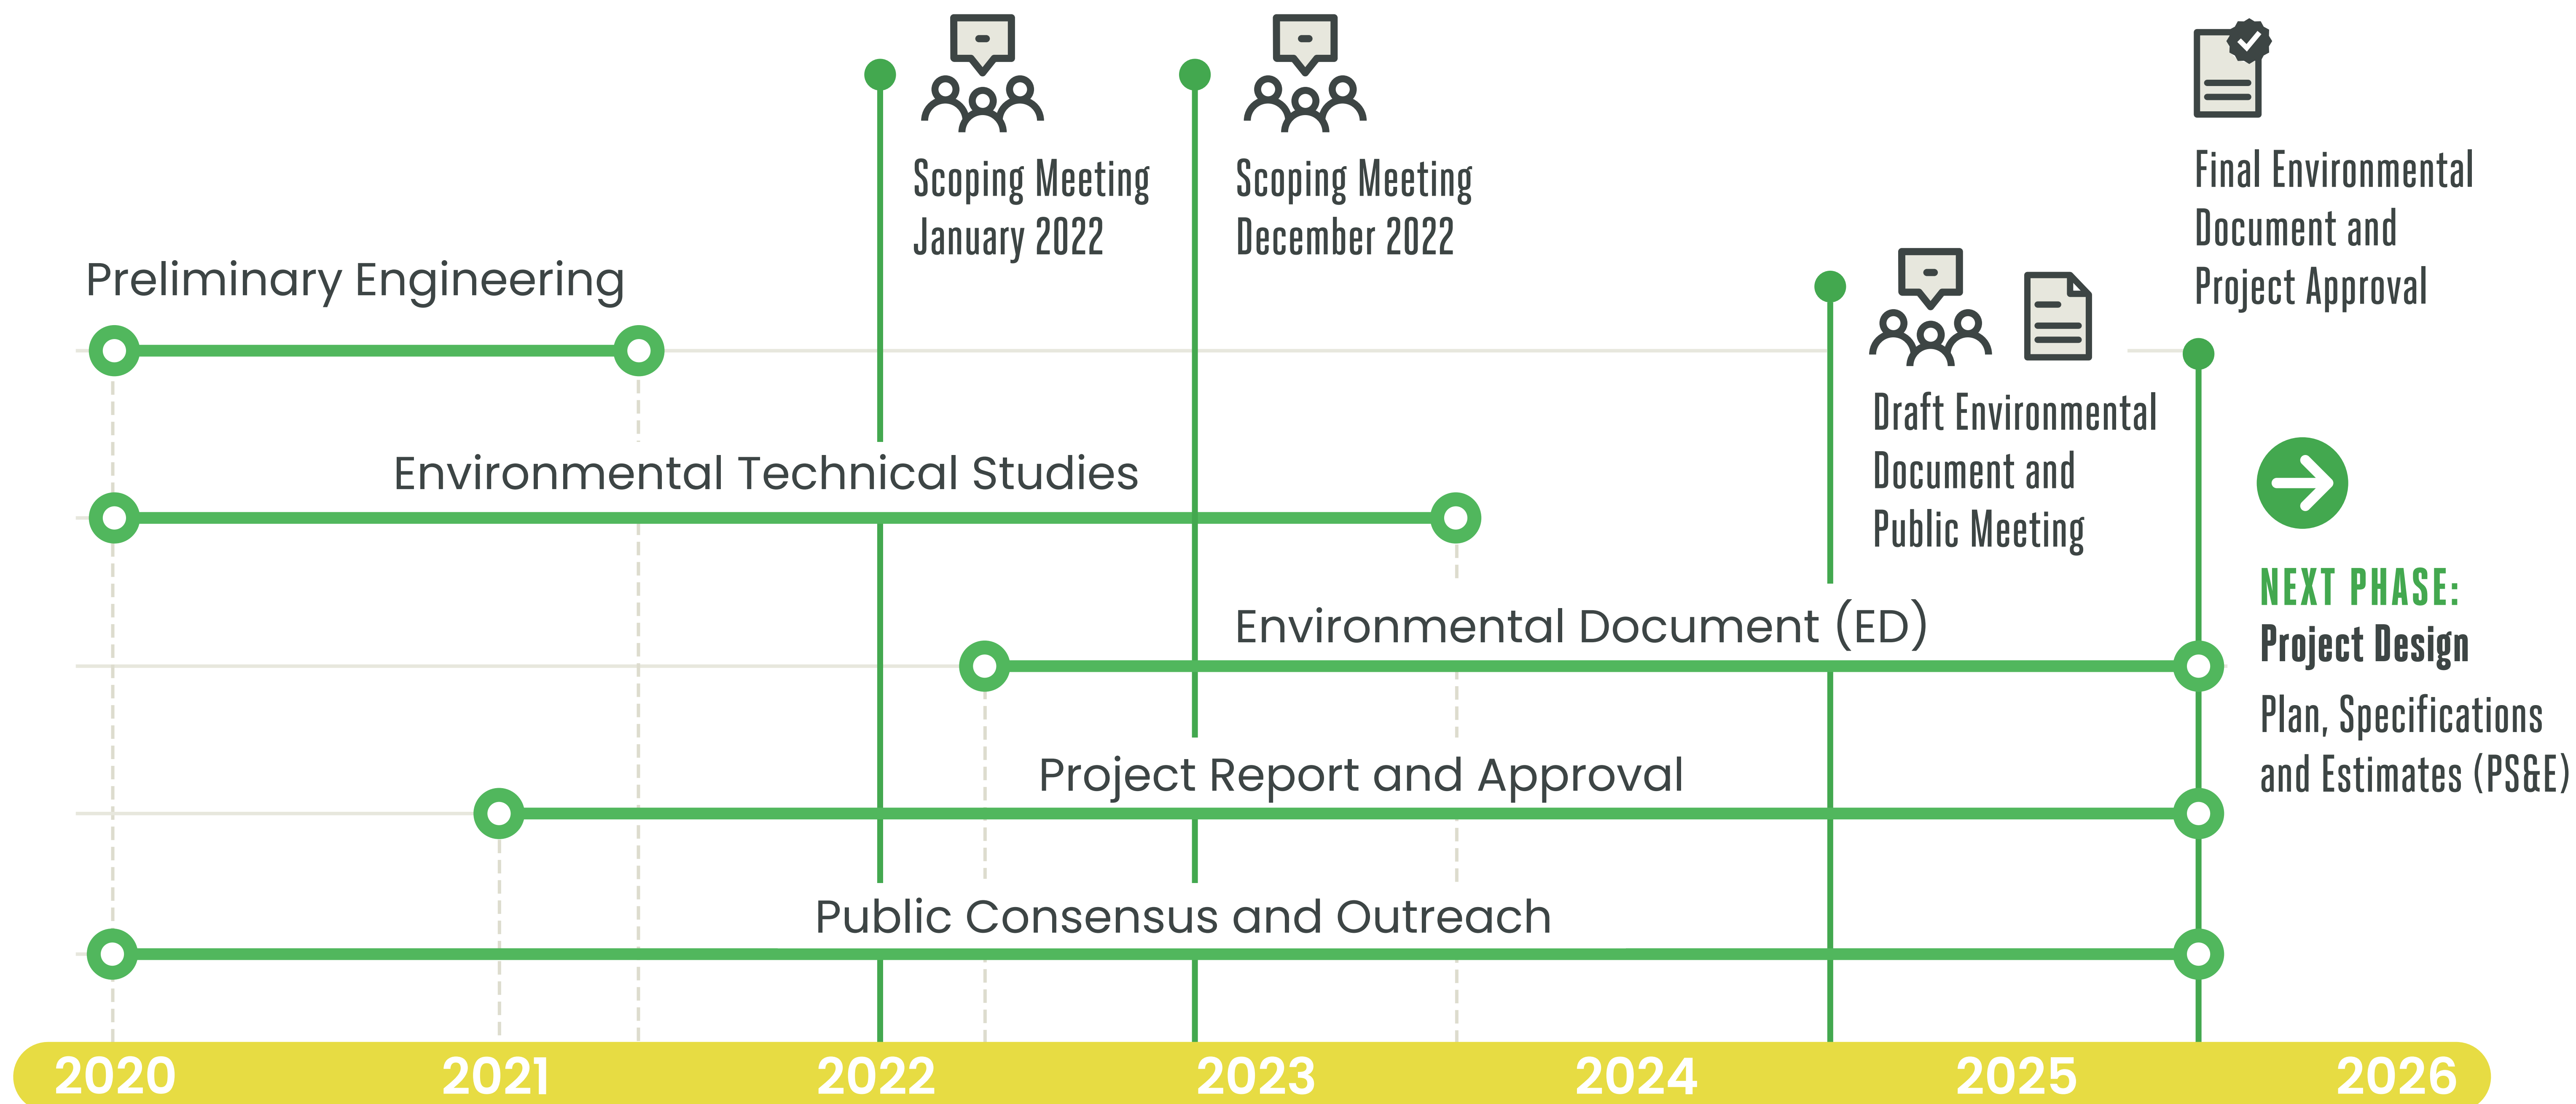 Scoping Meeting
January 2022
Scoping Meeting
December 2022
Final Environmental
Document and
Project Approval
Preliminary Engineering
Draft Environmental
Document and
Public Meeting
Environmental Technical Studies
NEXT PHASE:
Project Design
Plan, Specifications
and Estimates (PS&E)
Environmental Document (ED)
Project Report and Approval
Public Consensus and Outreach
2020 2021 2022 2023 2024 2025 2026